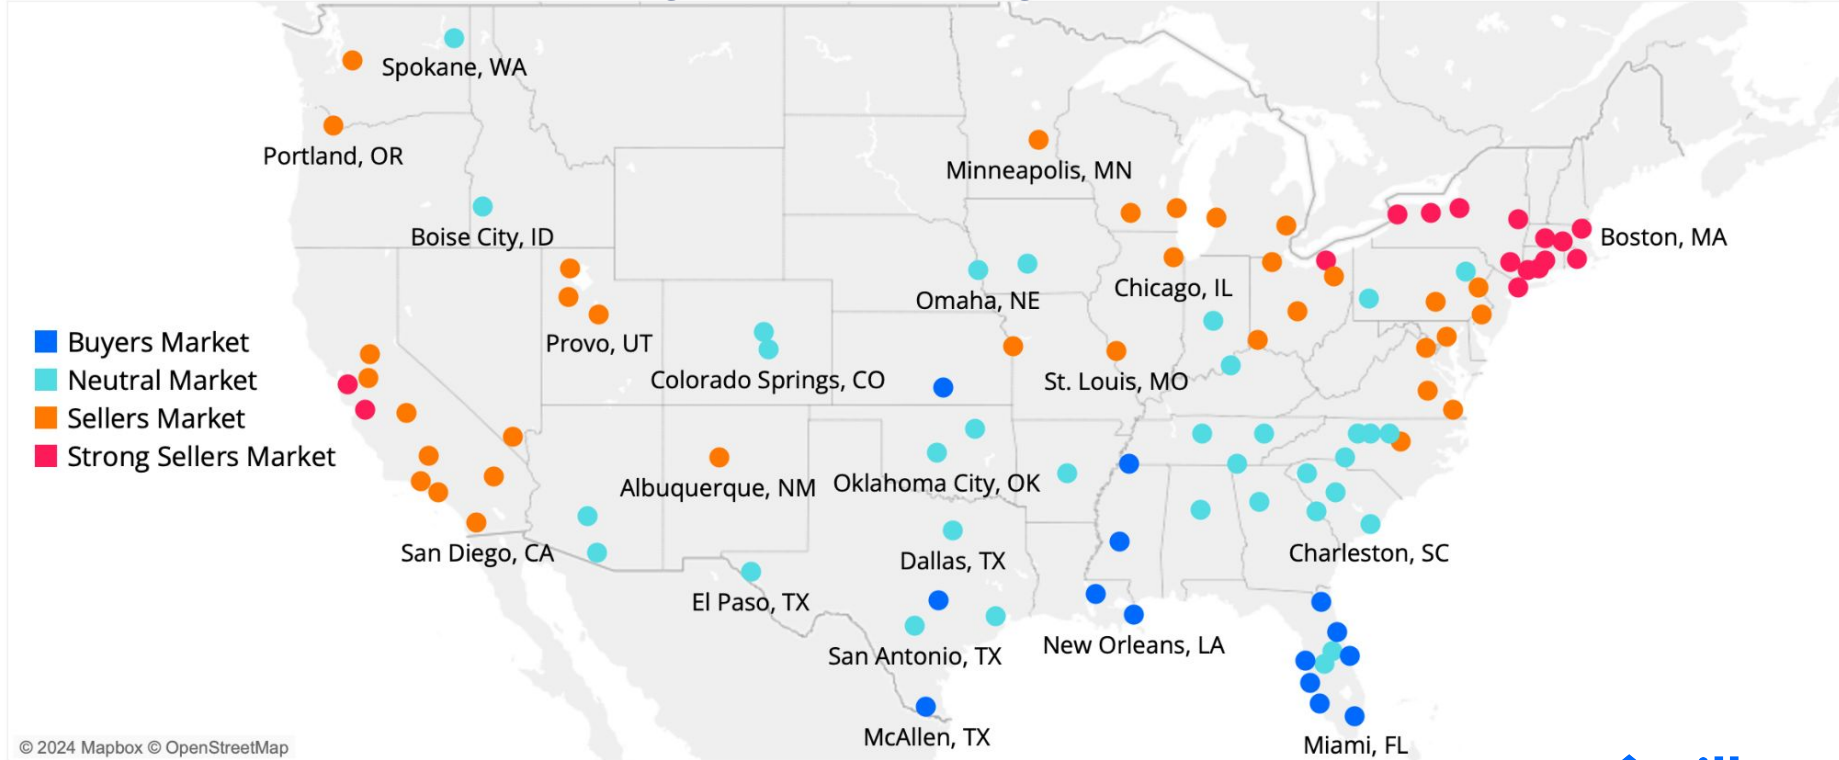 Spokane, WA
Portland, OR
Minneapolis, MN
Boise City, ID
Boston, MA
Omaha, NE
Chicago, IL
Provo, UT
Colorado Springs, CO
St. Louis, MO
Buyers Market
Neutral Market
Sellers Market
Strong Sellers Market
Albuquerque, NM
Oklahoma City, OK
San Diego, CA
Dallas, TX
Charleston, SC
El Paso, TX
San Antonio, TX
New Orleans, LA
McAllen, TX
Miami, FL
© 2024 Mapbox © OpenStreetMap